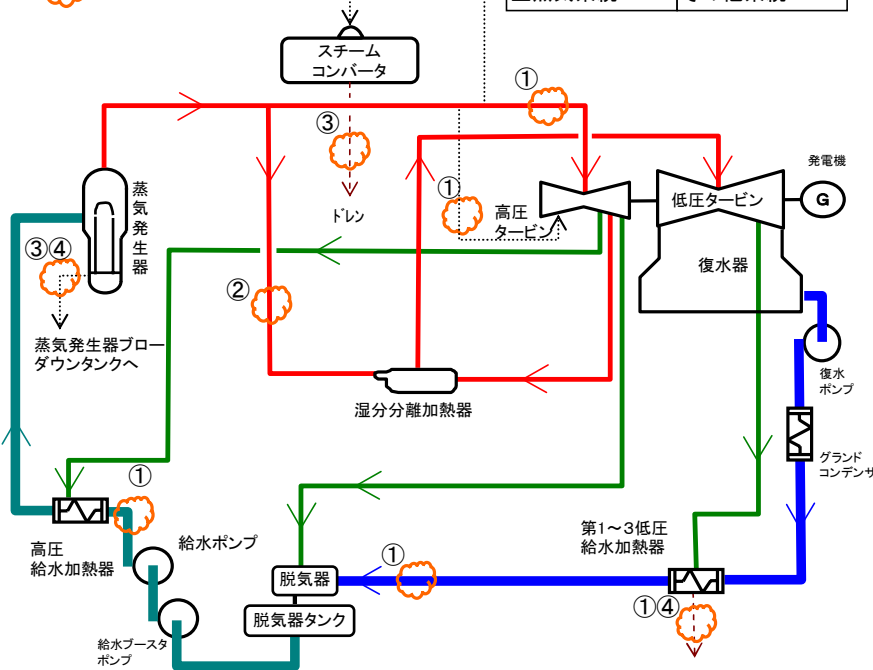 スチーム
コンバータ
①
③
①
ドレン
蒸気発生器
高圧
タービン
低圧タービン
発電機
G
復水器
③④
②
蒸気発生器ブロー
ダウンタンクへ
湿分分離加熱器
復水
ポンプ
グランド
コンデンサ
①
高圧
給水加熱器
給水ポンプ
給水ブースタ
ポンプ
脱気器
脱気器タンク
①
第1～3低圧
給水加熱器
①④